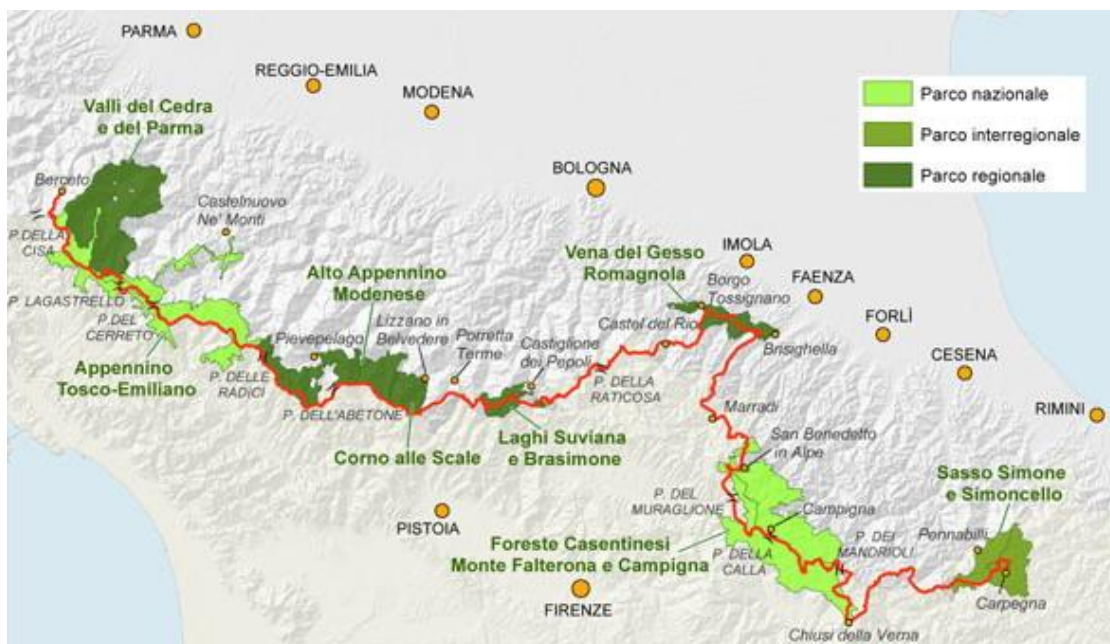 PARMA
REGGIO-EMILIA
MODENA
BOLOGNA
IMOLA
FAENZA
FORLÌ
CESENA
RIMINI
PISTOIA
FIRENZE
Parco nazionale
Parco interregionale
Parco regionale
Valli del Cedra
e del Parma
Berceto
Castelnuovo
Ne' Monti
P. DELLA
CISA
P. LAGASTRELLO
P.DEL
CERRETO
Appennino
Tosco-Emiliano
Alto Appennino
Modenese
Pievepelago
Lizzano in
Belvedere
P. DELLE
RADICI
P. DELL'ABETONE
Corno alle Scale
Porretta
Terme
Castiglione
dei Pepoli
Laghi Suviana
e Brasimone
P. DELLA
RATICOSA
Castel del Rio
Vena del Gesso
Romagnola
Borgo
Tossignano
Brisighella
Marradi
San Benedetto
in Alpe
P. DEL
MURAGLIONE
Campigna
Foreste Casentinesi
Monte Falterona e Campigna
P. DELLA
CALLA
P. DEI
MANDRIOLI
Chiusi della Verna
Sasso Simone
e Simoncello
Pennabilli
Carpegna